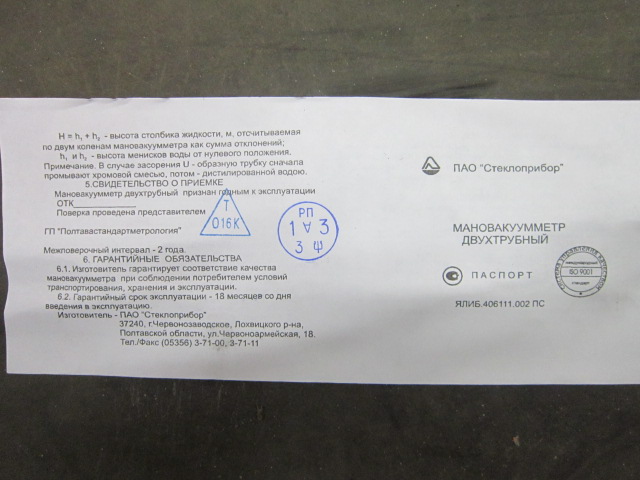 H = h₁ + h₂ - высота столбика жидкости, м, отсчитываемая
по двум коленам мановакуумметра как сумма отклонений;
h₁ и h₂ - высота менисков воды от нулевого положения.
Примечание. В случае засорения U - образную трубку сначала
промывают хромовой смесью, потом - дистилированной водою.
5.СВИДЕТЕЛЬСТВО О ПРИЕМКЕ
Мановакуумметр двухтрубный признан годным к эксплуатации
ОТК
Поверка проведена представителем
Т
016К
РП
1 А 3
3 Ψ
ГП "Полтавастандартметрология"
Межповерочный интервал - 2 года.
6. ГАРАНТИЙНЫЕ ОБЯЗАТЕЛЬСТВА
6.1. Изготовитель гарантирует соответствие качества
мановакуумметра при соблюдении потребителем условий
транспортирования, хранения и эксплуатации.
6.2. Гарантийный срок эксплуатации - 18 месяцев со дня
введения в эксплуатацию.
Изготовитель - ПАО "Стеклоприбор"
37240, г.Червонозаводское, Лохвицкого р-на,
Полтавской области, ул.Червоноармейская, 18.
Тел./Факс (05356) 3-71-00, 3-71-11
ПАО "Стеклоприбор"
МАНОВАКУУММЕТР
ДВУХТРУБНЫЙ
ПАСПОРТ
ISO 9001
ЯЛИБ.406111.002 ПС